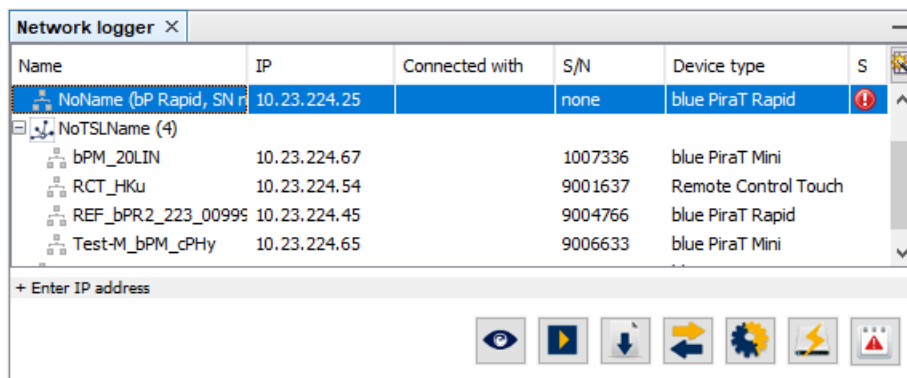 Network logger ×
Name IP Connected with S/N Device type S
NoName (bP Rapid, SN r 10.23.224.25 none blue PiraT Rapid
NoTSLName (4)
bPM_20LIN 10.23.224.67 1007336 blue PiraT Mini
RCT_HKu 10.23.224.54 9001637 Remote Control Touch
REF_bPR2_223_00999 10.23.224.45 9004766 blue PiraT Rapid
Test-M_bPM_cPHy 10.23.224.65 9006633 blue PiraT Mini
+ Enter IP address